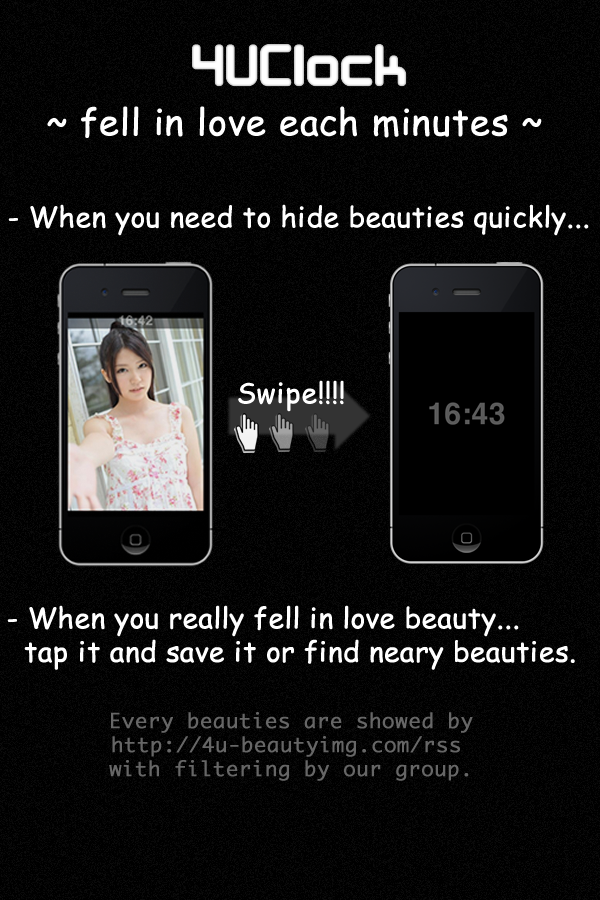 4UClock
~ fell in love each minutes ~
- When you need to hide beauties quickly...
16:42
Swipe!!!!
16:43
- When you really fell in love beauty...
tap it and save it or find neary beauties.
Every beauties are showed by
http://4u-beautyimg.com/rss
with filtering by our group.